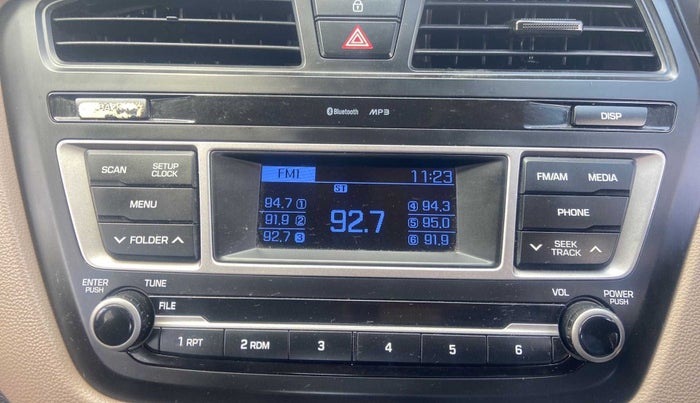 Bluetooth MP3 DISP
SCAN SETUP CLOCK
FM1 11:23
FM/AM MEDIA
ST
MENU
94.7 1 92.7 4 94.3
91.9 2 5 95.0
92.7 3 6 91.9
PHONE
FOLDER
SEEK TRACK
ENTER PUSH TUNE
VOL POWER PUSH
FILE
1 RPT 2 RDM 3 4 5 6